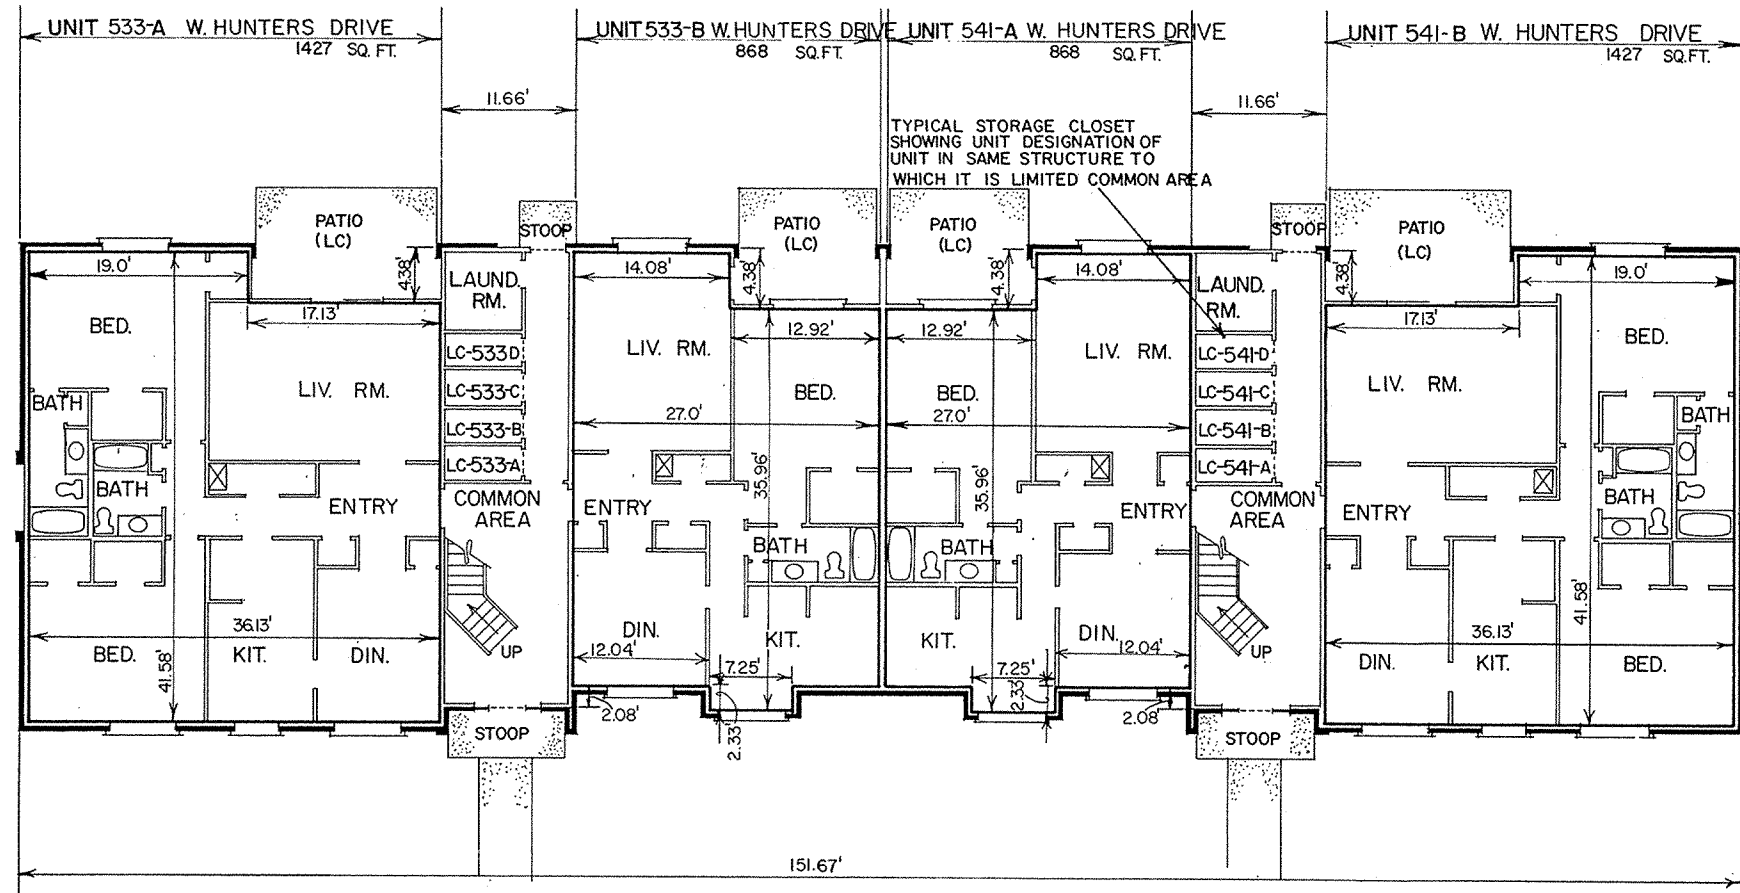 UNIT 533-A W. HUNTERS DRIVE
1427 SQ. FT.
UNIT 533-B W. HUNTERS DRIVE
868 SQ.FT.
UNIT 541-A W. HUNTERS DRIVE
868 SQ.FT.
UNIT 541-B W. HUNTERS DRIVE
1427 SQ.FT.
11.66'
11.66'
TYPICAL STORAGE CLOSET
SHOWING UNIT DESIGNATION OF
UNIT IN SAME STRUCTURE TO
WHICH IT IS LIMITED COMMON AREA
PATIO
(LC)
STOOP
PATIO
(LC)
PATIO
(LC)
STOOP
PATIO
(LC)
19.0'
4.38'
LAUND.
RM.
14.08'
4.38'
4.38'
14.08'
LAUND.
RM.
4.38'
19.0'
17.13'
BED.
LIV. RM.
BATH
BATH
ENTRY
BED.
36.13'
41.58'
KIT.
DIN.
LC-533D
LC-533-C
LC-533-B
LC-533-A
COMMON
AREA
UP
STOOP
LIV. RM.
12.92'
BED.
27.0'
35.96'
ENTRY
BATH
DIN.
12.04'
KIT.
7.25'
2.08'
2.33'
12.92'
LIV. RM.
BED.
27.0'
35.96'
ENTRY
BATH
KIT.
DIN.
12.04'
7.25'
2.33'
2.08'
LC-541-D
LC-541-C
LC-541-B
LC-541-A
COMMON
AREA
UP
STOOP
17.13'
BED.
LIV. RM.
BATH
BATH
ENTRY
41.58'
36.13'
DIN.
KIT.
BED.
151.67'